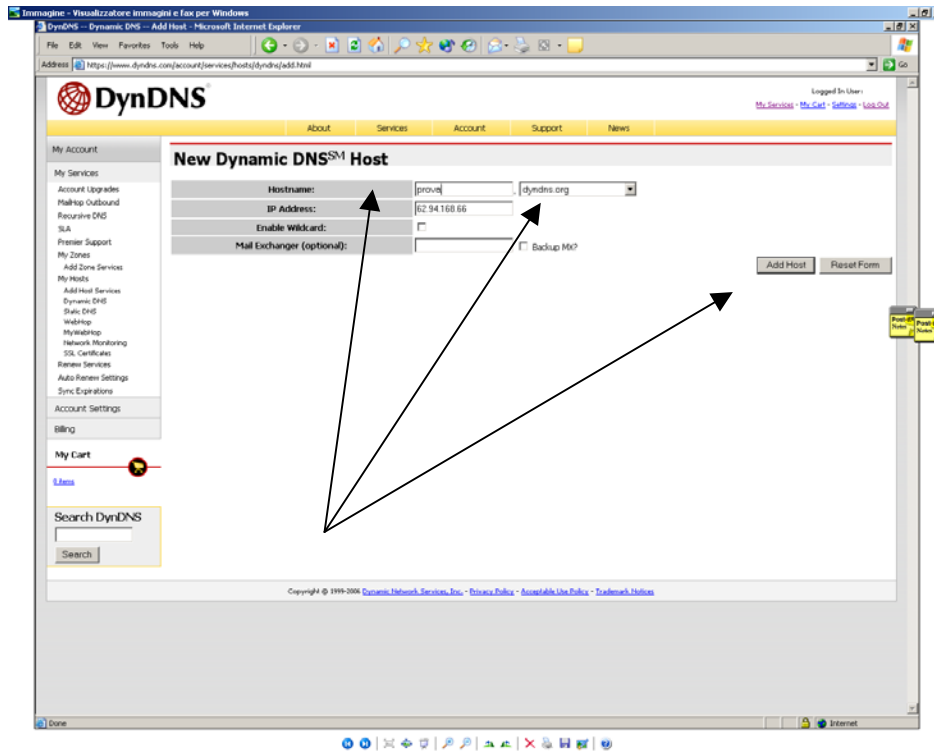 Immagine - Visualizzatore immagini e fax per Windows
DynDNS -- Dynamic DNS -- Add Host - Microsoft Internet Explorer
File Edit View Favorites Tools Help
Address https://www.dyndns.com/account/services/hosts/dyndns/add.html Go
DynDNS
Logged In User:
My Services - My Cart - Settings - Log Out
About Services Account Support News
My Account
My Services
Account Upgrades
MailHop Outbound
Recursive DNS
SLA
Premier Support
My Zones
Add Zone Services
My Hosts
Add Host Services
Dynamic DNS
Static DNS
WebHop
MyWebHop
Network Monitoring
SSL Certificates
Renew Services
Auto Renew Settings
Sync Expirations
Account Settings
Billing
My Cart
0 items
Search DynDNS
Search
New Dynamic DNS℠ Host
Hostname: prova . dyndns.org
IP Address: 62.94.168.66
Enable Wildcard:
Mail Exchanger (optional): Backup MX?
Add Host Reset Form
Notes
Notes
Copyright © 1999-2006 Dynamic Network Services, Inc. - Privacy Policy - Acceptable Use Policy - Trademark Notices
Done Internet